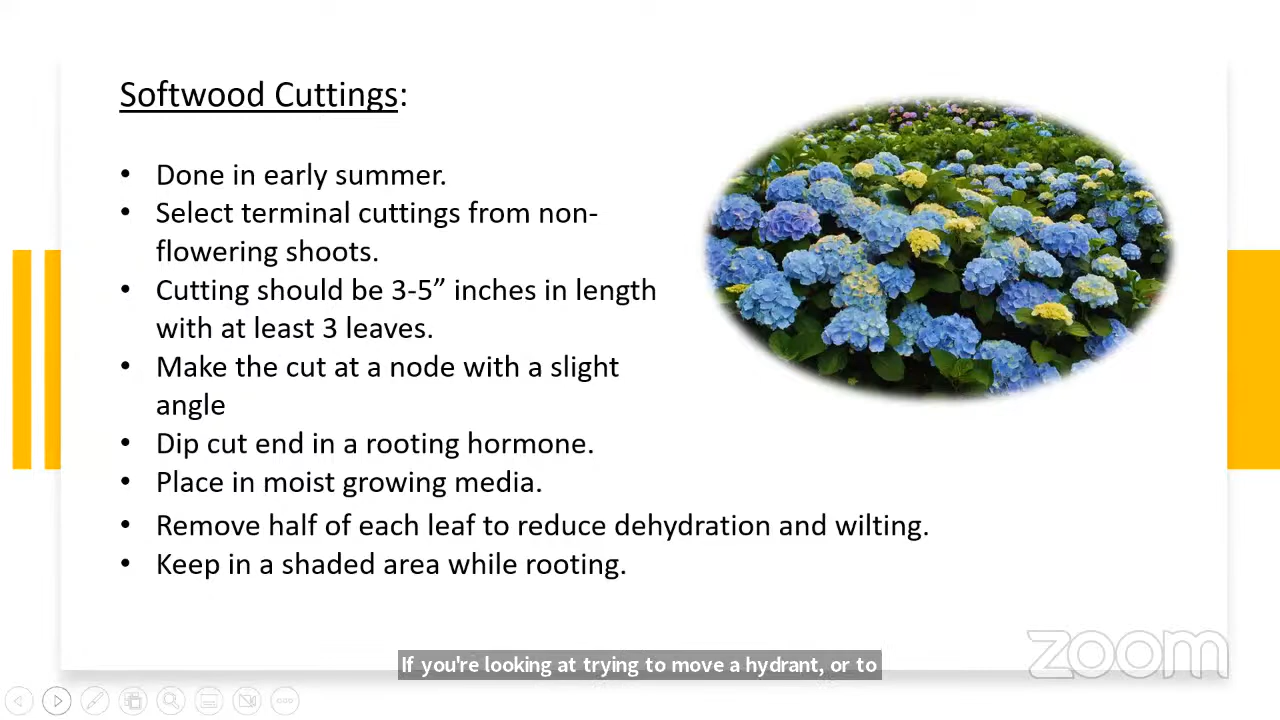 Softwood Cuttings:
• Done in early summer.
• Select terminal cuttings from non-
flowering shoots.
• Cutting should be 3-5” inches in length
with at least 3 leaves.
• Make the cut at a node with a slight
angle
• Dip cut end in a rooting hormone.
• Place in moist growing media.
• Remove half of each leaf to reduce dehydration and wilting.
• Keep in a shaded area while rooting.
zoom
If you're looking at trying to move a hydrant, or to